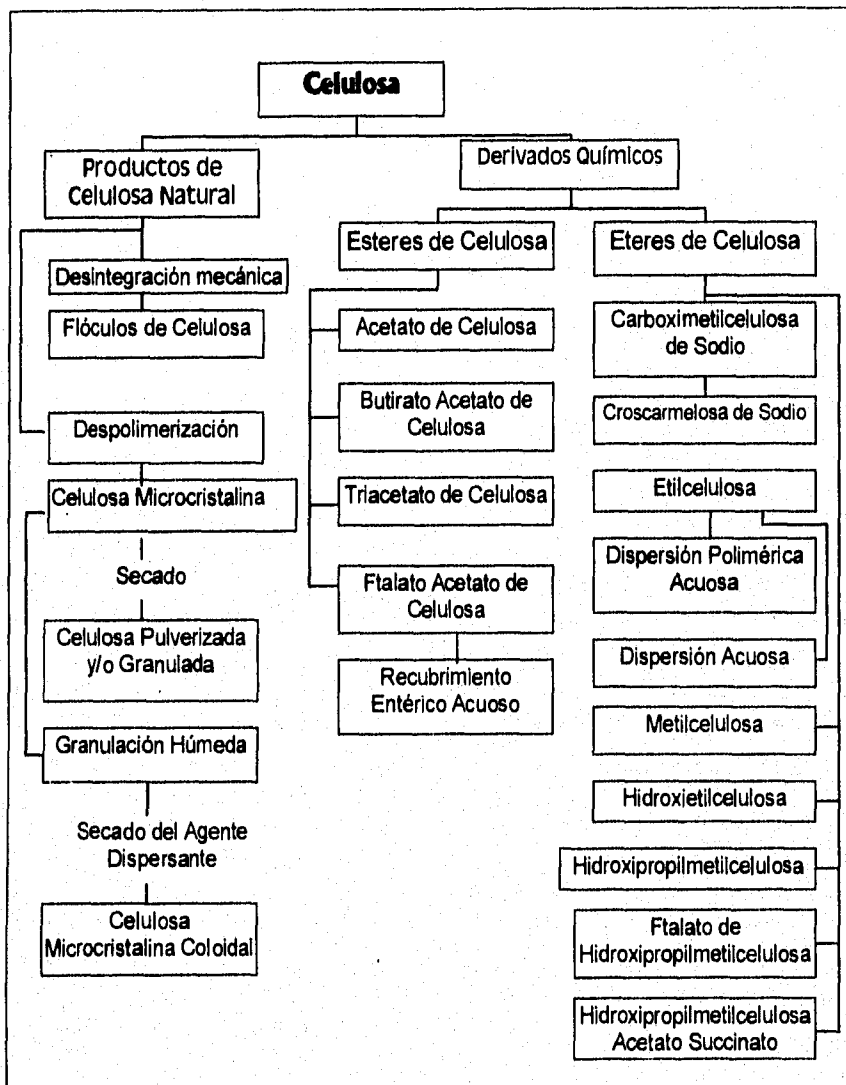 Celulosa
Productos de
Celulosa Natural
Desintegración mecánica
Flóculos de Celulosa
Despolimerización
Celulosa Microcristalina
Secado
Celulosa Pulverizada
y/o Granulada
Granulación Húmeda
Secado del Agente
Dispersante
Celulosa
Microcristalina Coloidal
Derivados Químicos
Esteres de Celulosa
Acetato de Celulosa
Butirato Acetato de
Celulosa
Triacetato de Celulosa
Ftalato Acetato de
Celulosa
Recubrimiento
Entérico Acuoso
Eteres de Celulosa
Carboximetilcelulosa
de Sodio
Croscarmelosa de Sodio
Etilcelulosa
Dispersión Polimérica
Acuosa
Dispersión Acuosa
Metilcelulosa
Hidroxietilcelulosa
Hidroxipropilmetilcelulosa
Ftalato de
Hidroxipropilmetilcelulosa
Hidroxipropilmetilcelulosa
Acetato Succinato